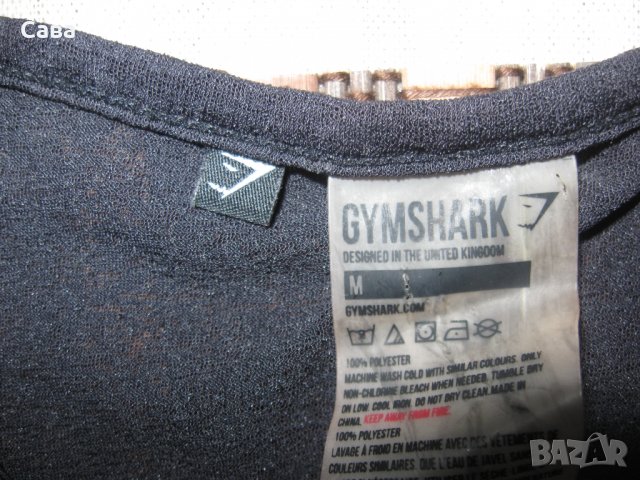 Сава
GYMSHARK
DESIGNED IN THE UNITED KINGDOM
M
GYMSHARK.COM
100% POLYESTER
MACHINE WASH COLD WITH SIMILAR COLOURS. ONLY
NON-CHLORINE BLEACH WHEN NEEDED. TUMBLE DRY
ON LOW. COOL IRON. DO NOT DRY CLEAN. MADE IN
CHINA. KEEP AWAY FROM FIRE.
100% POLYESTER
LAVAGE À FROID EN MACHINE AVEC DES VÊTEMENTS DE
COULEURS SIMILAIRES. QUE L'EAU DE JAVEL SANS
BAZAR